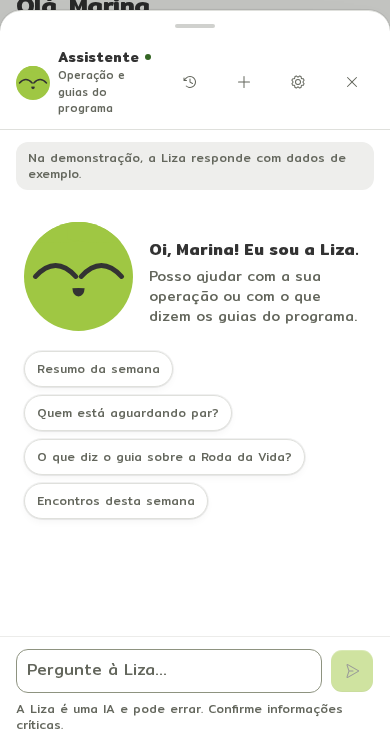 Olá, Marina
Assistente
Operação e
guias do
programa
Na demonstração, a Liza responde com dados de
exemplo.
Oi, Marina! Eu sou a Liza.
Posso ajudar com a sua
operação ou com o que
dizem os guias do programa.
Resumo da semana
Quem está aguardando par?
O que diz o guia sobre a Roda da Vida?
Encontros desta semana
Pergunte à Liza...
A Liza é uma IA e pode errar. Confirme informações
críticas.